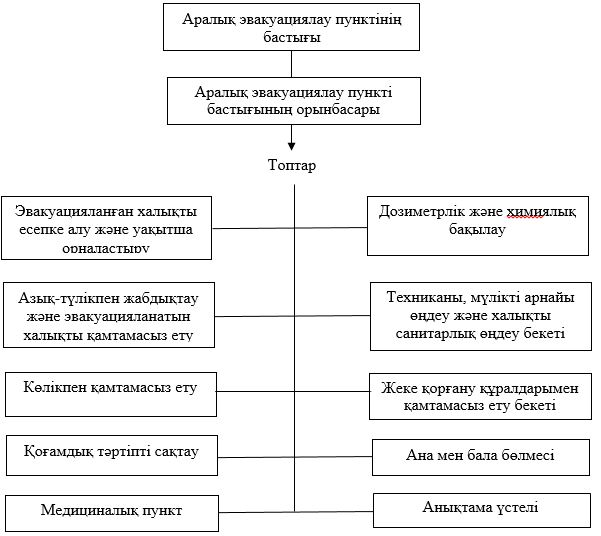 Аралық эвакуациялау пунктінің
бастығы
Аралық эвакуациялау пункті
бастығының орынбасары
Топтар
Эвакуацияланған халықты
есепке алу және уақытша
орналастыру
Дозиметрлік және химиялық
бақылау
Азық-түлікпен жабдықтау
және эвакуацияланатын
халықты қамтамасыз ету
Техниканы, мүлікті арнайы
өңдеу және халықты
санитарлық өңдеу бекеті
Көлікпен қамтамасыз ету
Жеке қорғану құралдарымен
қамтамасыз ету бекеті
Қоғамдық тәртіпті сақтау
Ана мен бала бөлмесі
Медициналық пункт
Анықтама үстелі